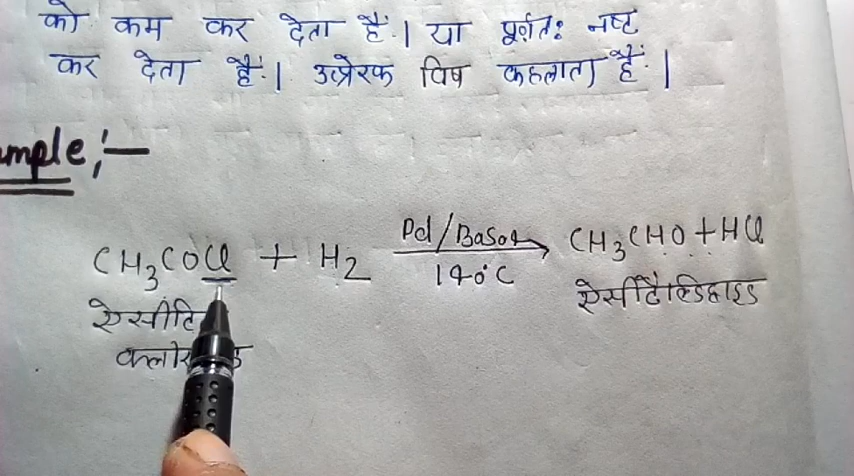 को कम कर देता है.। या पूर्णतः नष्ट
कर देता है.। उत्प्रेरक विष कहलाता है.।
mple:—
CH3COCl + H2 Pd/BaSO4 140°C CH3CHO + HCl
ऐसीटैल्डिहाइड